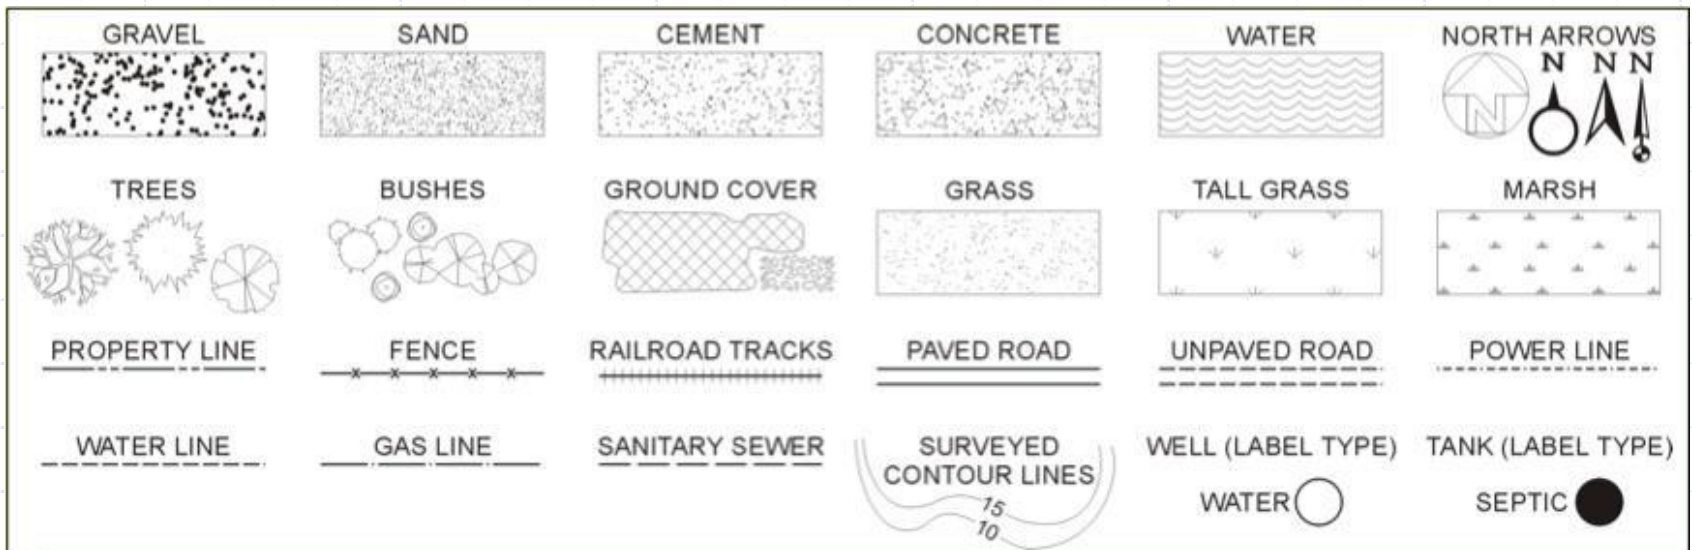 GRAVEL SAND CEMENT CONCRETE WATER NORTH ARROWS
N N N N
TREES BUSHES GROUND COVER GRASS TALL GRASS MARSH
PROPERTY LINE FENCE RAILROAD TRACKS PAVED ROAD UNPAVED ROAD POWER LINE
WATER LINE GAS LINE SANITARY SEWER SURVEYED CONTOUR LINES WELL (LABEL TYPE) TANK (LABEL TYPE)
15
10
WATER SEPTIC